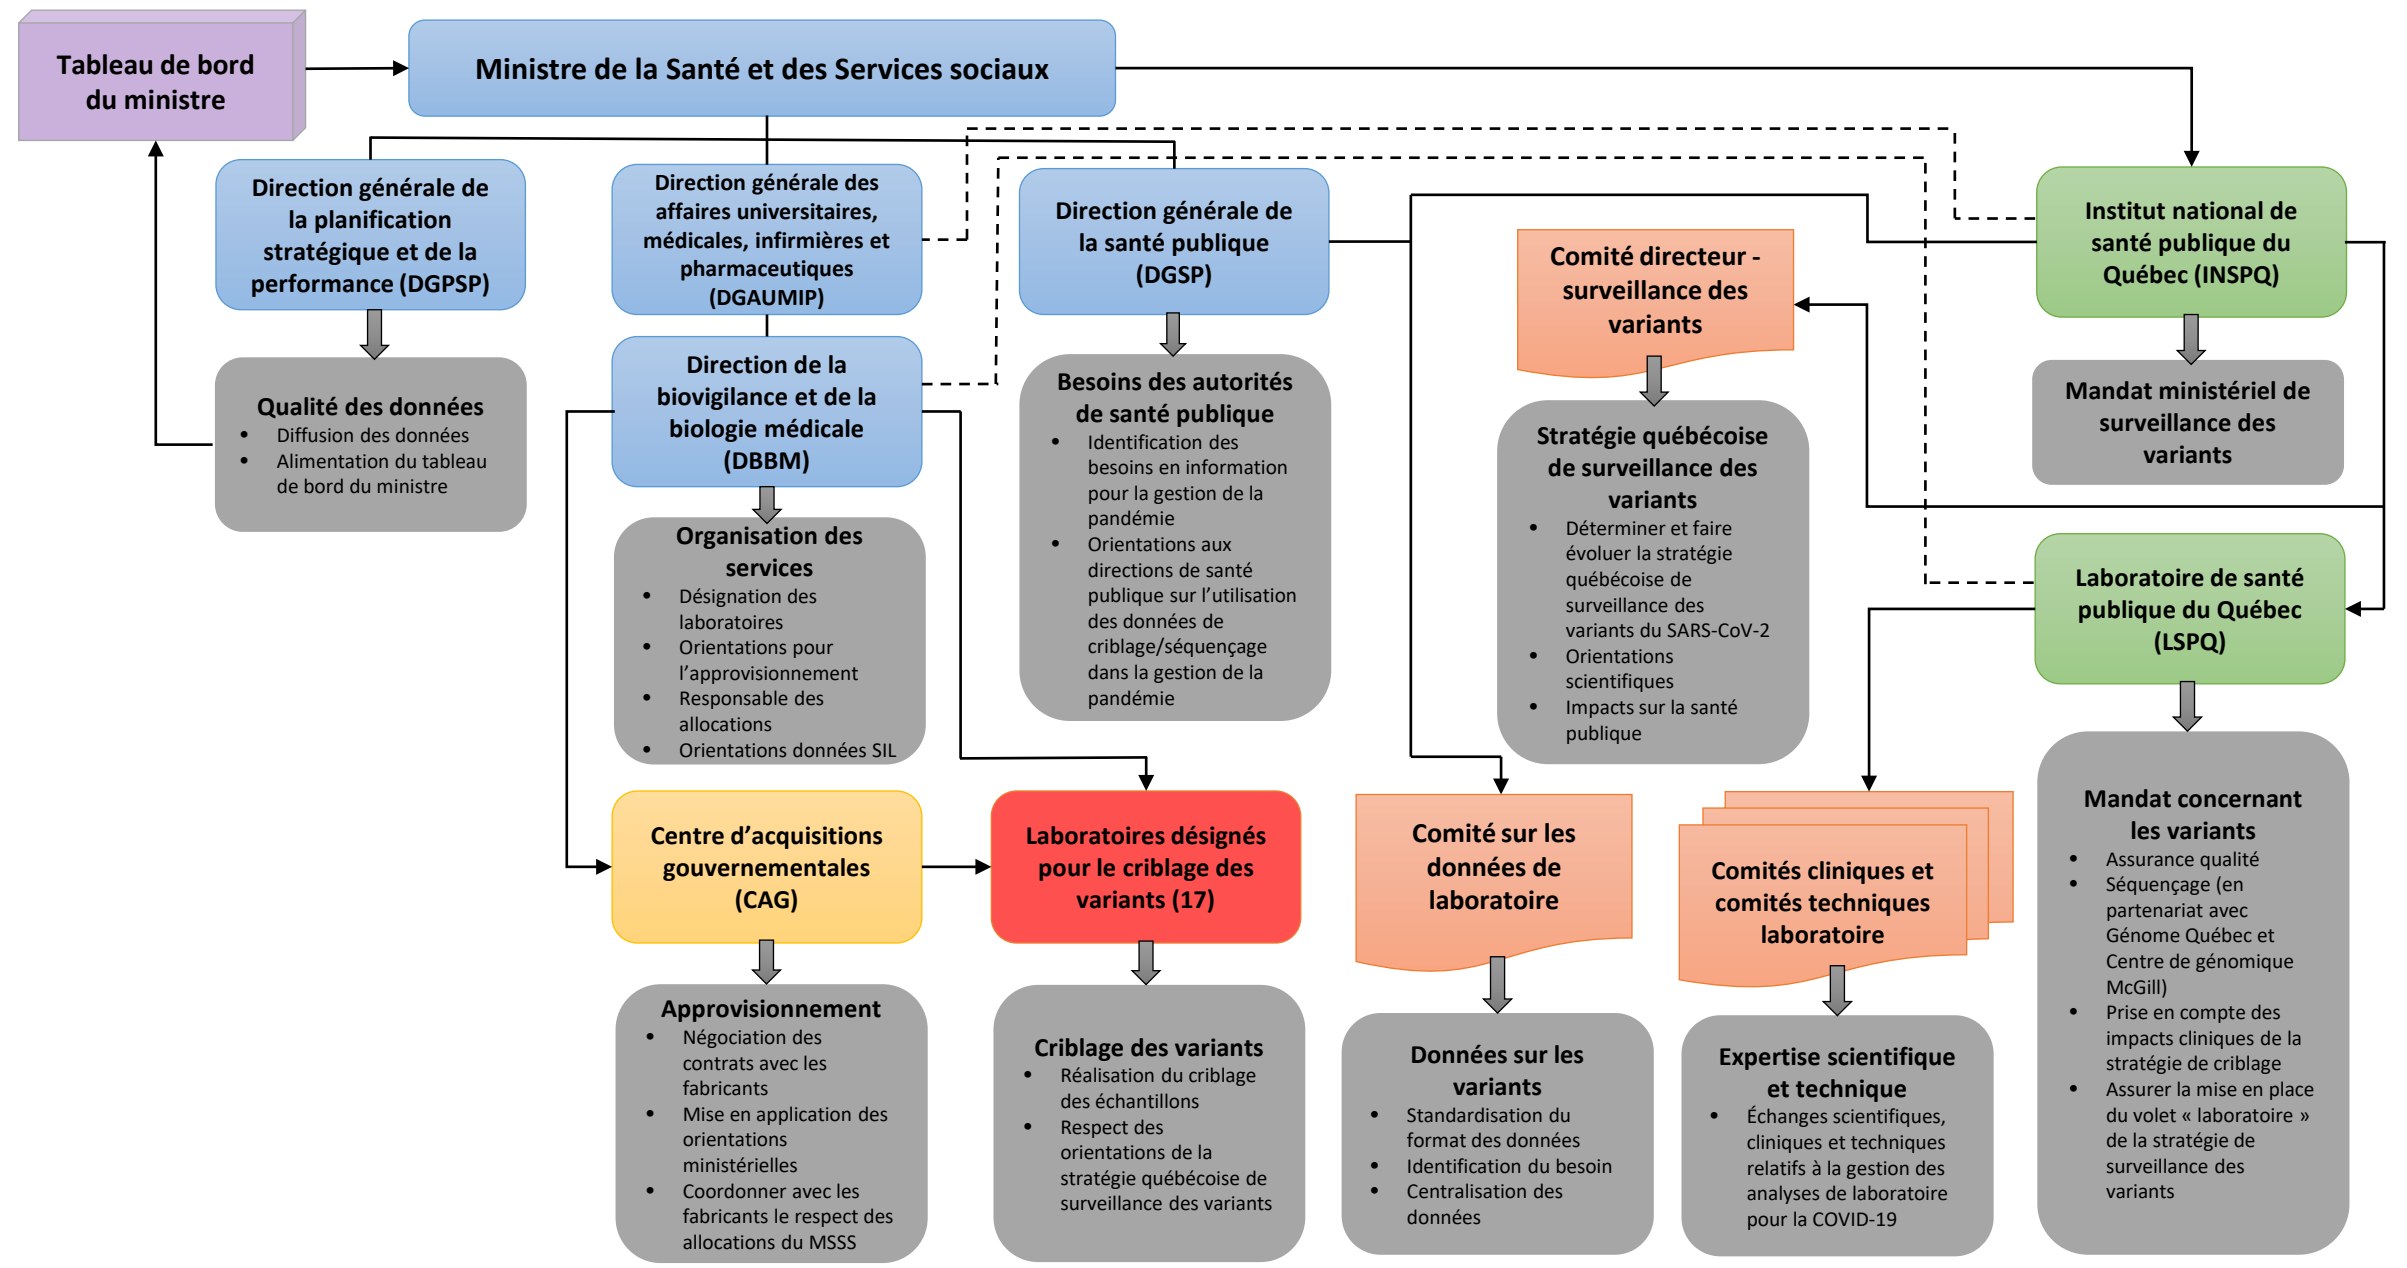 Tableau de bord
du ministre
Ministre de la Santé et des Services sociaux
Direction générale de
la planification
stratégique et de la
performance (DGPSP)
Direction générale des
affaires universitaires,
médicales, infirmières et
pharmaceutiques
(DGAUMIP)
Direction générale de
la santé publique
(DGSP)
Institut national de
santé publique du
Québec (INSPQ)
Comité directeur -
surveillance des
variants
Qualité des données
• Diffusion des données
• Alimentation du tableau
de bord du ministre
Direction de la
biovigilance et de la
biologie médicale
(DBBM)
Besoins des autorités
de santé publique
• Identification des
besoins en information
pour la gestion de la
pandémie
• Orientations aux
directions de santé
publique sur l’utilisation
des données de
criblage/séquençage
dans la gestion de la
pandémie
Stratégie québécoise
de surveillance des
variants
• Déterminer et faire
évoluer la stratégie
québécoise de
surveillance des
variants du SARS-CoV-2
• Orientations
scientifiques
• Impacts sur la santé
publique
Mandat ministériel de
surveillance des
variants
Organisation des
services
• Désignation des
laboratoires
• Orientations pour
l’approvisionnement
• Responsable des
allocations
• Orientations données SIL
Laboratoire de santé
publique du Québec
(LSPQ)
Centre d’acquisitions
gouvernementales
(CAG)
Laboratoires désignés
pour le criblage des
variants (17)
Comité sur les
données de
laboratoire
Comités cliniques et
comités techniques
laboratoire
Mandat concernant
les variants
• Assurance qualité
• Séquençage (en
partenariat avec
Génome Québec et
Centre de génomique
McGill)
• Prise en compte des
impacts cliniques de la
stratégie de criblage
• Assurer la mise en place
du volet « laboratoire »
de la stratégie de
surveillance des
variants
Approvisionnement
• Négociation des
contrats avec les
fabricants
• Mise en application des
orientations
ministérielles
• Coordonner avec les
fabricants le respect des
allocations du MSSS
Criblage des variants
• Réalisation du criblage
des échantillons
• Respect des
orientations de la
stratégie québécoise de
surveillance des variants
Données sur les
variants
• Standardisation du
format des données
• Identification du besoin
• Centralisation des
données
Expertise scientifique
et technique
• Échanges scientifiques,
cliniques et techniques
relatifs à la gestion des
analyses de laboratoire
pour la COVID-19